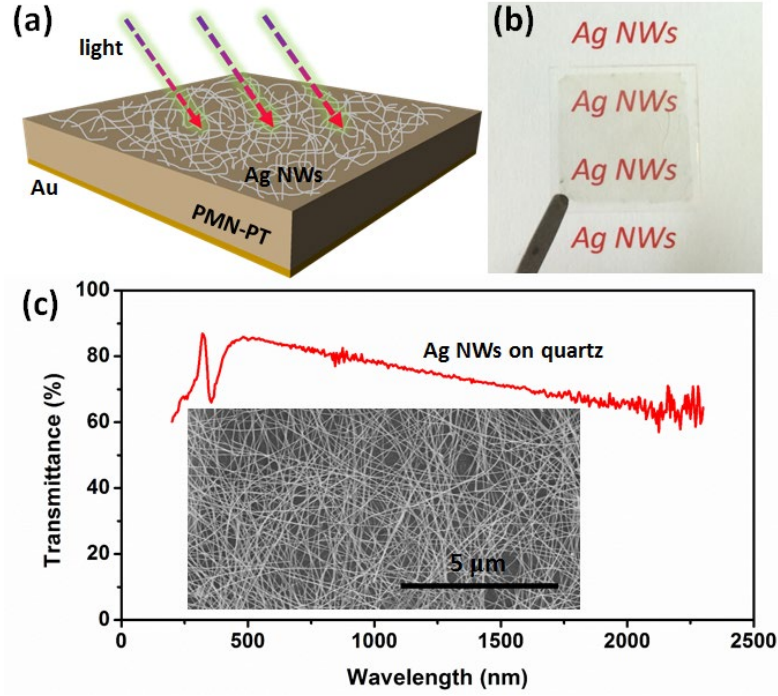 (a)
light
Ag NWs
Au
PMN-PT
(b)
Ag NWs
Ag NWs
Ag NWs
Ag NWs
(c)
100
80
60
40
20
0
Transmittance (%)
Ag NWs on quartz
5 μm
0
500
1000
1500
2000
2500
Wavelength (nm)